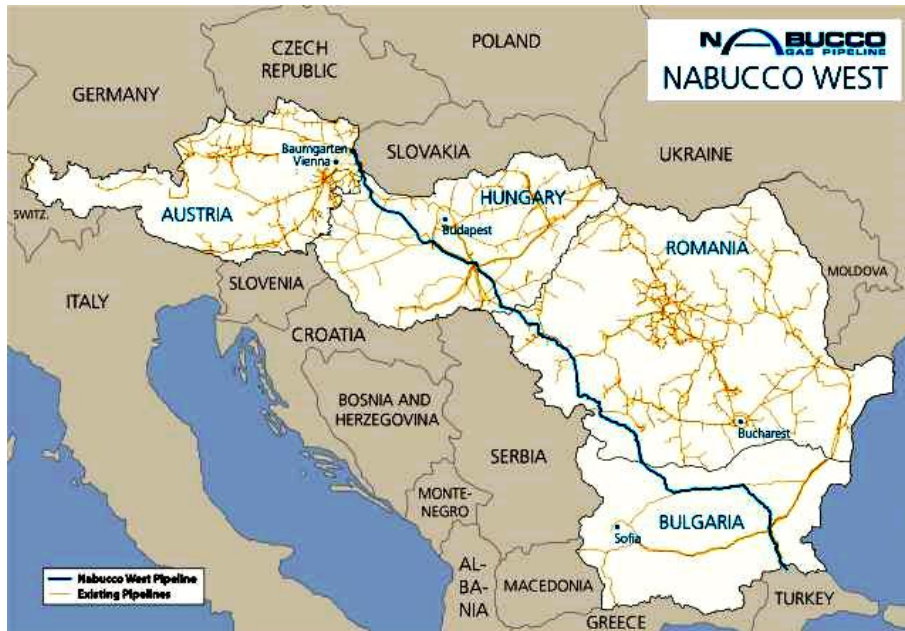 NABUCCO
GAS PIPELINE
NABUCCO WEST
POLAND
CZECH
REPUBLIC
GERMANY
UKRAINE
SLOVAKIA
Baumgarten
Vienna
HUNGARY
AUSTRIA
SWITZ.
Budapest
ROMANIA
MOLDOVA
SLOVENIA
ITALY
CROATIA
BOSNIA AND
HERZEGOVINA
Bucharest
SERBIA
MONTE-
NEGRO
BULGARIA
Sofia
AL-
BA-
NIA
MACEDONIA
TURKEY
GREECE
Nabucco West Pipeline
Existing Pipelines